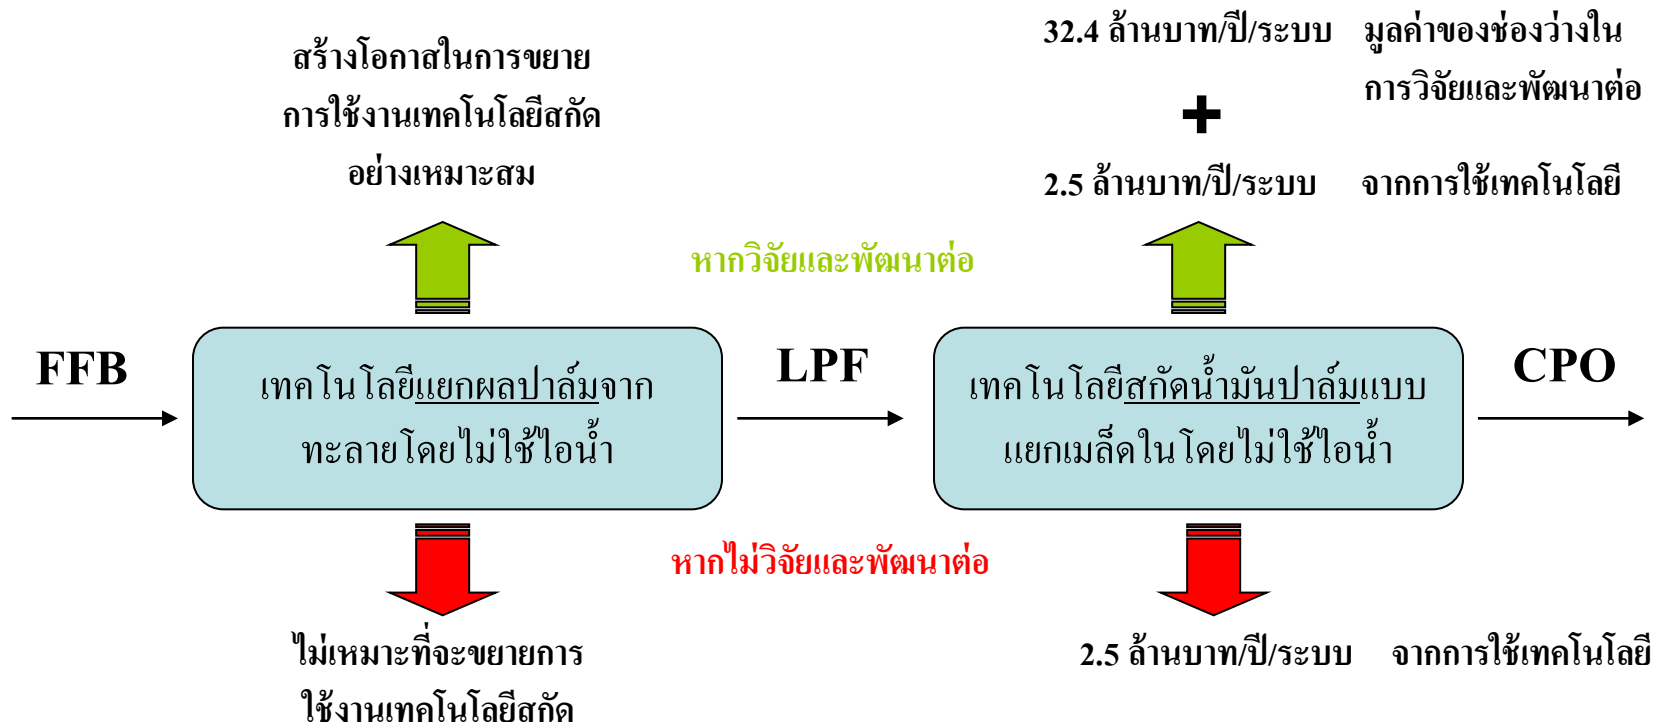 32.4 ล้านบาท/ปี/ระบบ มูลค่าของช่องว่างใน
การวิจัยและพัฒนาต่อ
+
2.5 ล้านบาท/ปี/ระบบ จากการใช้เทคโนโลยี
สร้างโอกาสในการขยาย
การใช้งานเทคโนโลยีสกัด
อย่างเหมาะสม
หากวิจัยและพัฒนาต่อ
FFB
เทคโนโลยีแยกผลปาล์มจาก
ทะลายโดยไม่ใช้ไอน้ำ
LPF
เทคโนโลยีสกัดน้ำมันปาล์มแบบ
แยกเมล็ดในโดยไม่ใช้ไอน้ำ
CPO
หากไม่วิจัยและพัฒนาต่อ
ไม่เหมาะที่จะขยายการ
ใช้งานเทคโนโลยีสกัด
2.5 ล้านบาท/ปี/ระบบ จากการใช้เทคโนโลยี